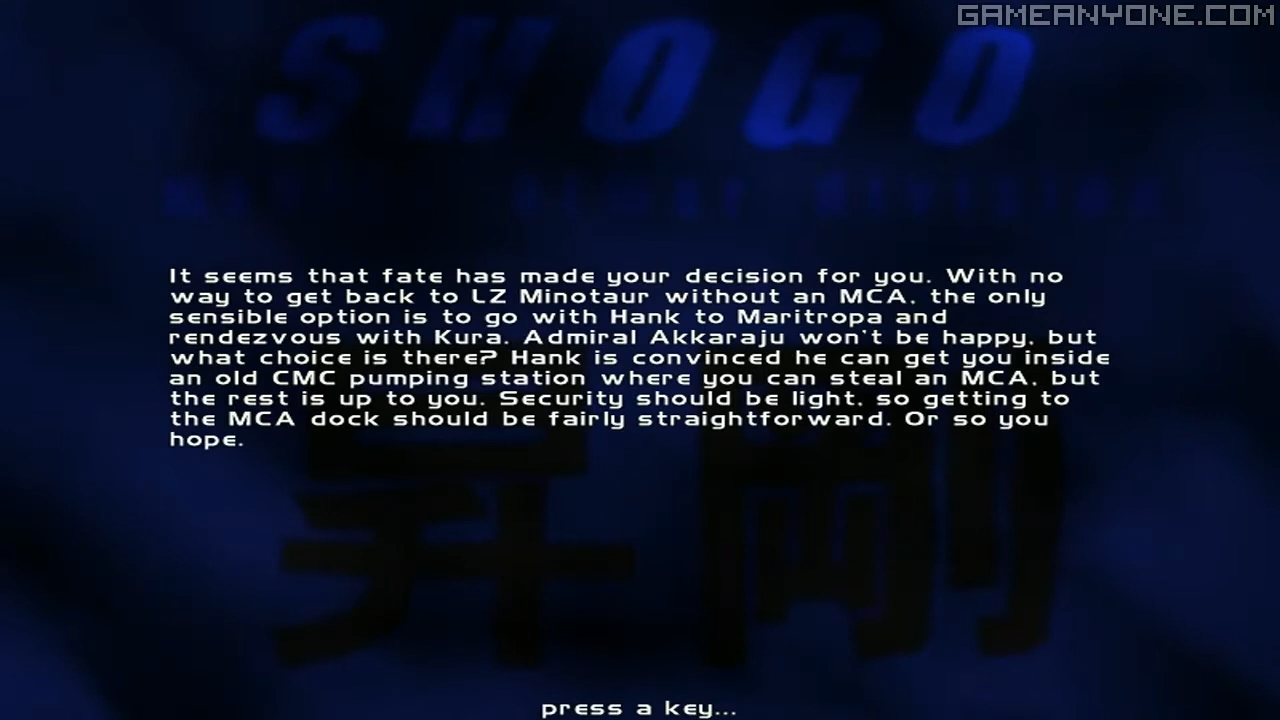 GAMEANYONE.COM
SHOGO
It seems that fate has made your decision for you. With no
way to get back to LZ Minotaur without an MCA, the only
sensible option is to go with Hank to Maritropa and
rendezvous with Kura. Admiral Akkaraju won't be happy, but
what choice is there? Hank is convinced he can get you inside
an old CMC pumping station where you can steal an MCA, but
the rest is up to you. Security should be light, so getting to
the MCA dock should be fairly straightforward. Or so you
hope.
昇剛
press a key...